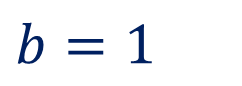 b = 1